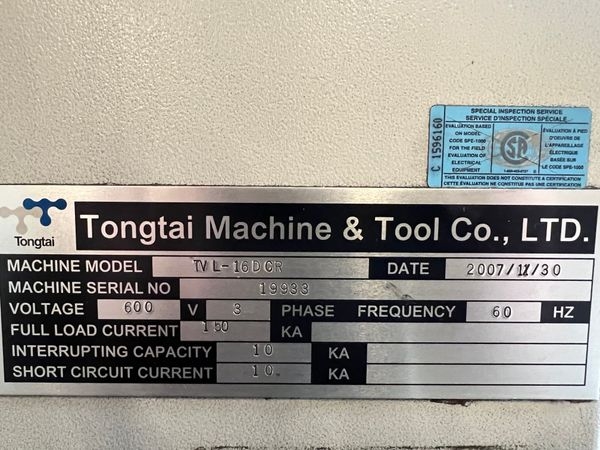 SPECIAL INSPECTION SERVICE
SERVICE D'INSPECTION SPÉCIALE
C 1596160
EVALUATION BASED
ON MODEL
CODE SPE-1000
FOR THE FIELD
EVALUATION OF
ELECTRICAL
EQUIPMENT
ÉVALUATION À PIED
D'OEUVRE DE
L'APPAREILLAGE
ÉLECTRIQUE
BASÉE SUR
LE CODE SPE-1000
THIS EVALUATION DOES NOT CONSTITUTE A CERTIFICATION
CETTE ÉVALUATION NE CONSTITUE PAS UNE CERTIFICATION
Tongtai
Tongtai Machine & Tool Co., LTD.
MACHINE MODEL TVL-16DCR DATE 2007/11/30
MACHINE SERIAL NO 19933
VOLTAGE 600 V 3 PHASE FREQUENCY 60 HZ
FULL LOAD CURRENT 150 KA
INTERRUPTING CAPACITY 10 KA
SHORT CIRCUIT CURRENT 10 KA